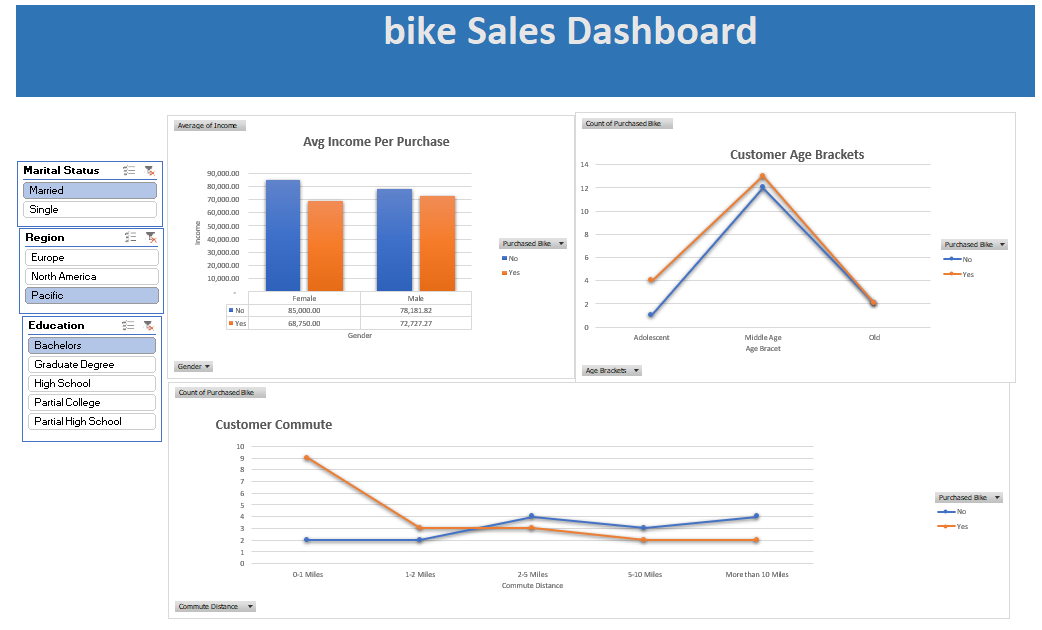 bike Sales Dashboard
Marital Status
Married
Single
Region
Europe
North America
Pacific
Education
Bachelors
Graduate Degree
High School
Partial College
Partial High School
Average of Income
Avg Income Per Purchase
90,000.00
80,000.00
70,000.00
60,000.00
50,000.00
40,000.00
30,000.00
20,000.00
10,000.00
-
Income
Female Male
No 85,000.00 78,181.82
Yes 68,750.00 72,727.27
Gender
Purchased Bike
No
Yes
Gender
Count of Purchased Bike
Customer Age Brackets
14
12
10
8
6
4
2
0
Adolescent Middle Age Old
Age Bracet
Purchased Bike
No
Yes
Age Brackets
Count of Purchased Bike
Customer Commute
10
9
8
7
6
5
4
3
2
1
0
0-1 Miles 1-2 Miles 2-5 Miles 5-10 Miles More than 10 Miles
Commute Distance
Purchased Bike
No
Yes
Commute Distance